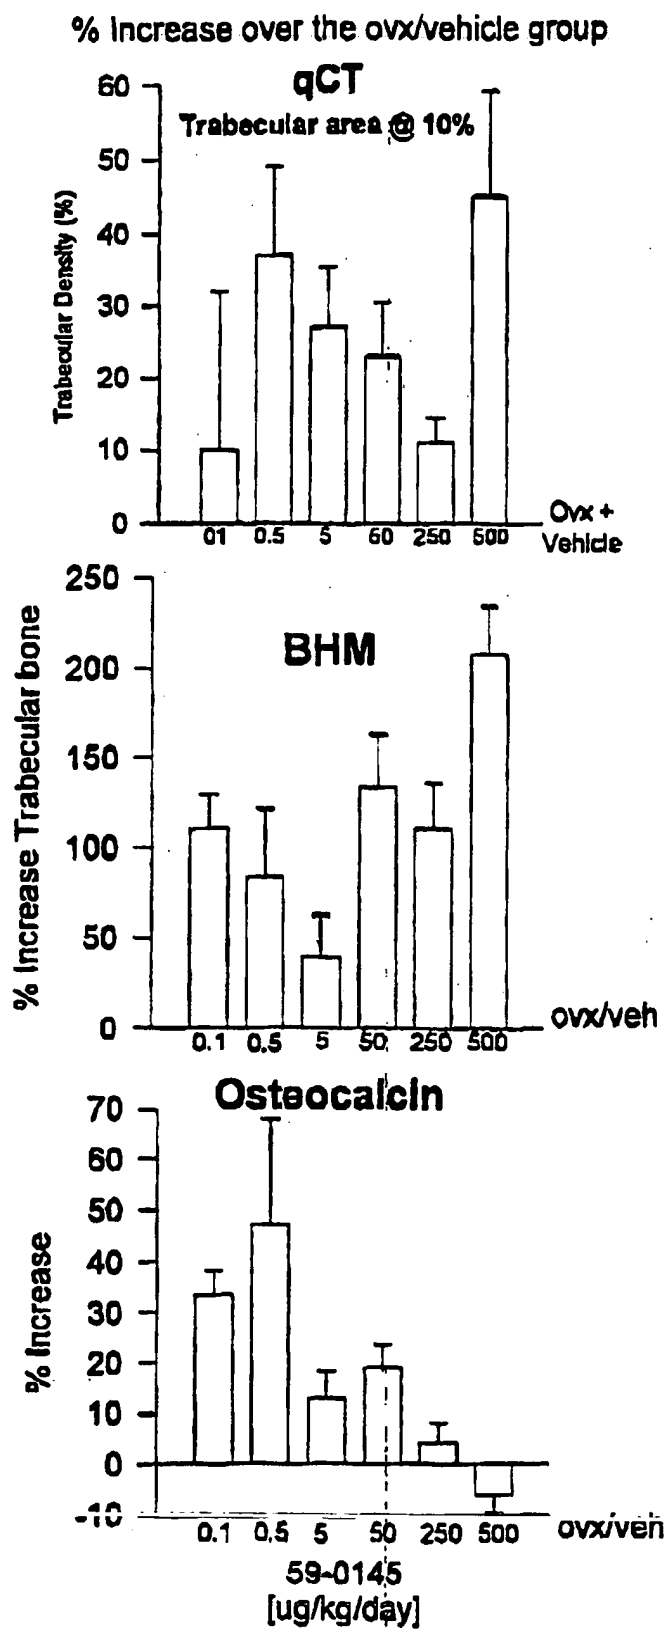 % Increase over the ovx/vehicle group
qCT
Trabecular area @ 10%
Trabecular Density (%)
60
50
40
30
20
10
0
01 0.5 5 60 250 500
Ovx +
Vehicle
BHM
% Increase Trabecular bone
250
200
150
100
50
0
0.1 0.5 5 50 250 500
ovx/veh
Osteocalcin
% Increase
70
60
50
40
30
20
10
0
-10
0.1 0.5 5 50 250 500
ovx/veh
59-0145
[ug/kg/day]